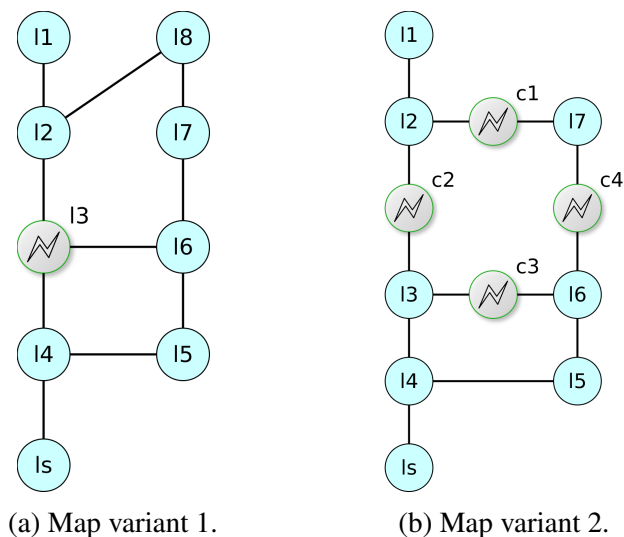 l1
l8
l2
l7
l3
l6
l4
l5
ls
(a) Map variant 1.
l1
c1
l2
l7
c2
c4
c3
l3
l6
l4
l5
ls
(b) Map variant 2.